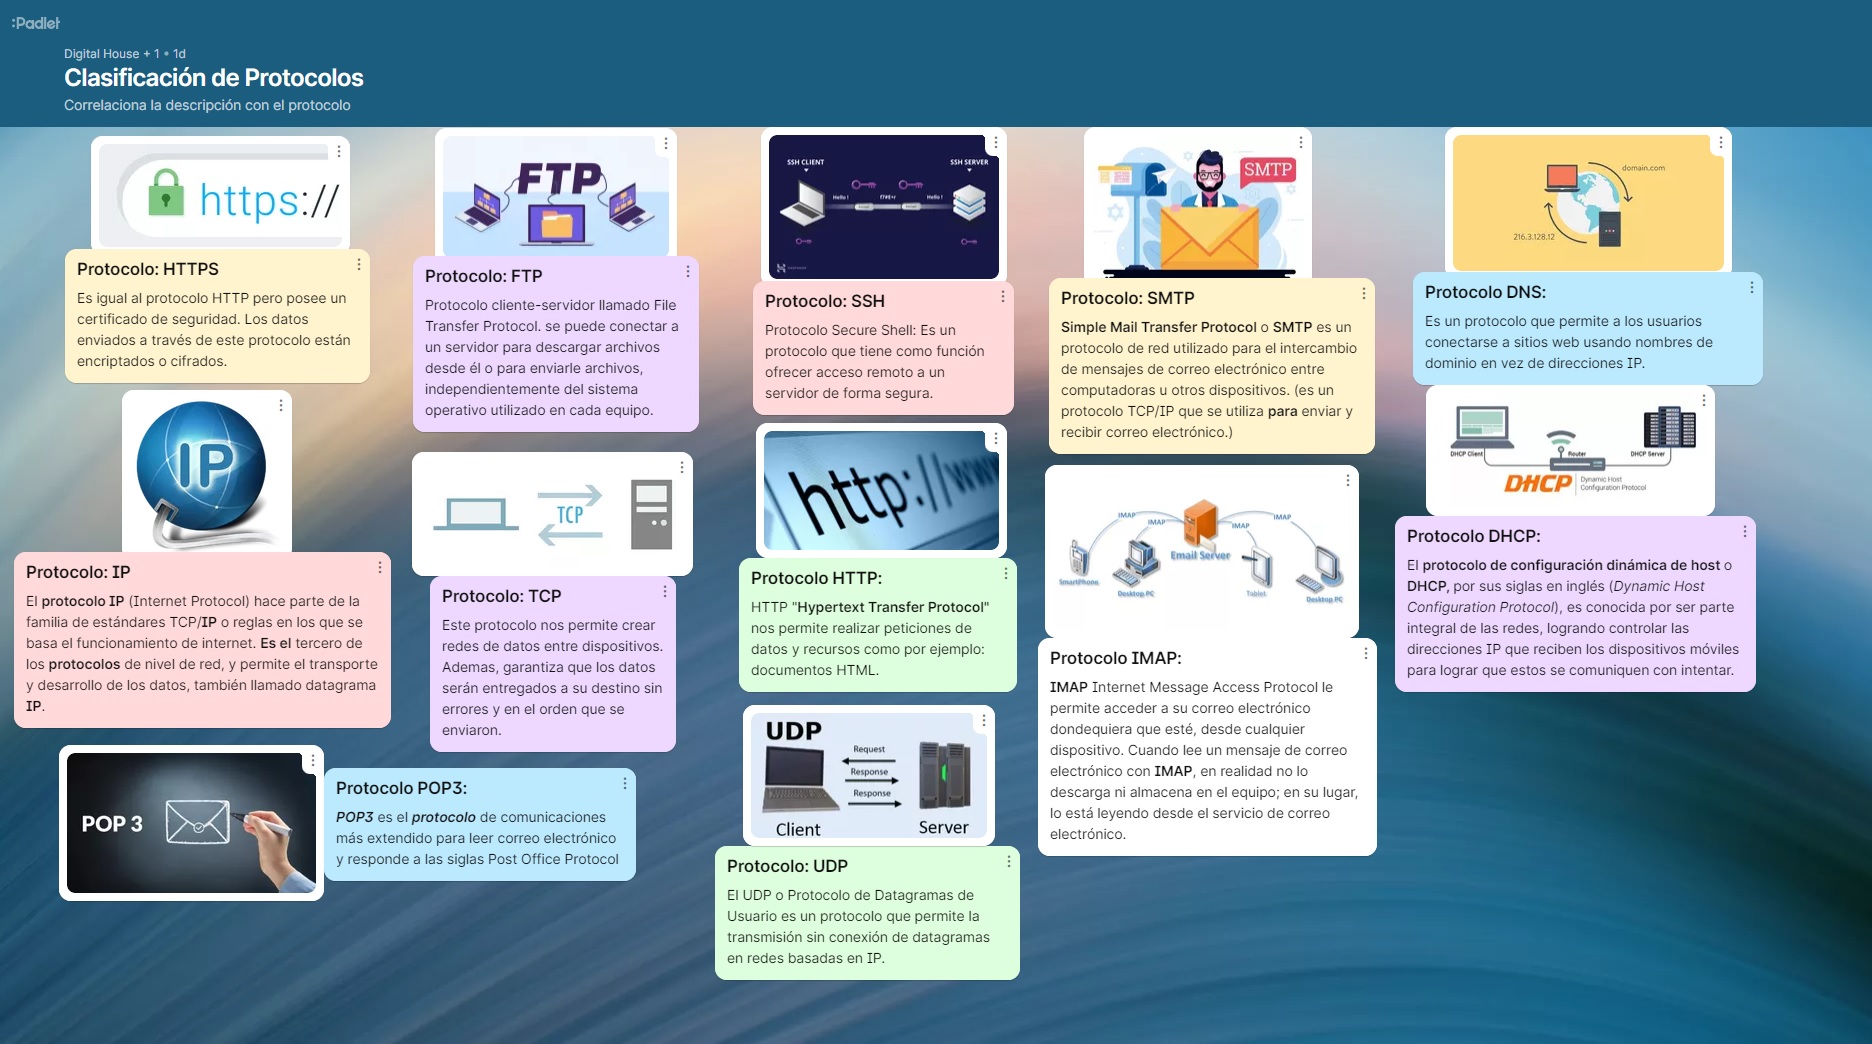 :Padlet
Digital House + 1 • 1d
Clasificación de Protocolos
Correlaciona la descripción con el protocolo
https://
Protocolo: HTTPS
Es igual al protocolo HTTP pero posee un
certificado de seguridad. Los datos
enviados a través de este protocolo están
encriptados o cifrados.
IP
Protocolo: IP
El protocolo IP (Internet Protocol) hace parte de la
familia de estándares TCP/IP o reglas en los que se
basa el funcionamiento de internet. Es el tercero de
los protocolos de nivel de red, y permite el transporte
y desarrollo de los datos, también llamado datagrama
IP.
POP 3
Protocolo POP3:
POP3 es el protocolo de comunicaciones
más extendido para leer correo electrónico
y responde a las siglas Post Office Protocol
FTP
Protocolo: FTP
Protocolo cliente-servidor llamado File
Transfer Protocol. se puede conectar a
un servidor para descargar archivos
desde él o para enviarle archivos,
independientemente del sistema
operativo utilizado en cada equipo.
TCP
Protocolo: TCP
Este protocolo nos permite crear
redes de datos entre dispositivos.
Ademas, garantiza que los datos
serán entregados a su destino sin
errores y en el orden que se
enviaron.
SSH CLIENT
SSH SERVER
Hello !
Hello !
Protocolo: SSH
Protocolo Secure Shell: Es un
protocolo que tiene como función
ofrecer acceso remoto a un
servidor de forma segura.
http://www
Protocolo HTTP:
HTTP "Hypertext Transfer Protocol"
nos permite realizar peticiones de
datos y recursos como por ejemplo:
documentos HTML.
UDP
Request
Response
Response
Client
Server
Protocolo: UDP
El UDP o Protocolo de Datagramas de
Usuario es un protocolo que permite la
transmisión sin conexión de datagramas
en redes basadas en IP.
SMTP
Protocolo: SMTP
Simple Mail Transfer Protocol o SMTP es un
protocolo de red utilizado para el intercambio
de mensajes de correo electrónico entre
computadoras u otros dispositivos. (es un
protocolo TCP/IP que se utiliza para enviar y
recibir correo electrónico.)
IMAP
IMAP
IMAP
IMAP
Email Server
SmartPhone
Desktop PC
Tablet
Desktop PC
Protocolo IMAP:
IMAP Internet Message Access Protocol le
permite acceder a su correo electrónico
dondequiera que esté, desde cualquier
dispositivo. Cuando lee un mensaje de correo
electrónico con IMAP, en realidad no lo
descarga ni almacena en el equipo; en su lugar,
lo está leyendo desde el servicio de correo
electrónico.
domain.com
216.3.128.12
Protocolo DNS:
Es un protocolo que permite a los usuarios
conectarse a sitios web usando nombres de
dominio en vez de direcciones IP.
DHCP Client
Router
DHCP Server
DHCP
Dynamic Host
Configuration Protocol
Protocolo DHCP:
El protocolo de configuración dinámica de host o
DHCP, por sus siglas en inglés (Dynamic Host
Configuration Protocol), es conocida por ser parte
integral de las redes, logrando controlar las
direcciones IP que reciben los dispositivos móviles
para lograr que estos se comuniquen con intentar.